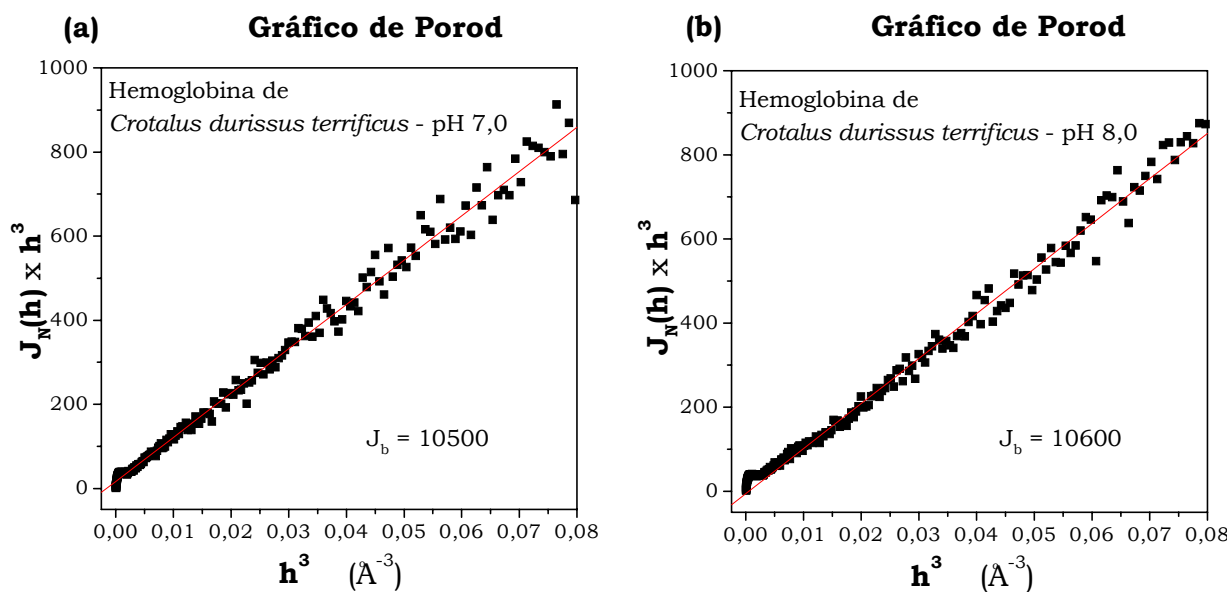 (a)
Gráfico de Porod
1000
800
600
400
200
0
J_N(h) x h³
Hemoglobina de
Crotalus durissus terrificus - pH 7,0
J_b = 10500
0,00 0,01 0,02 0,03 0,04 0,05 0,06 0,07 0,08
h³ (Å⁻³)
(b)
Gráfico de Porod
1000
800
600
400
200
0
J_N(h) x h³
Hemoglobina de
Crotalus durissus terrificus - pH 8,0
J_b = 10600
0,00 0,01 0,02 0,03 0,04 0,05 0,06 0,07 0,08
h³ (Å⁻³)